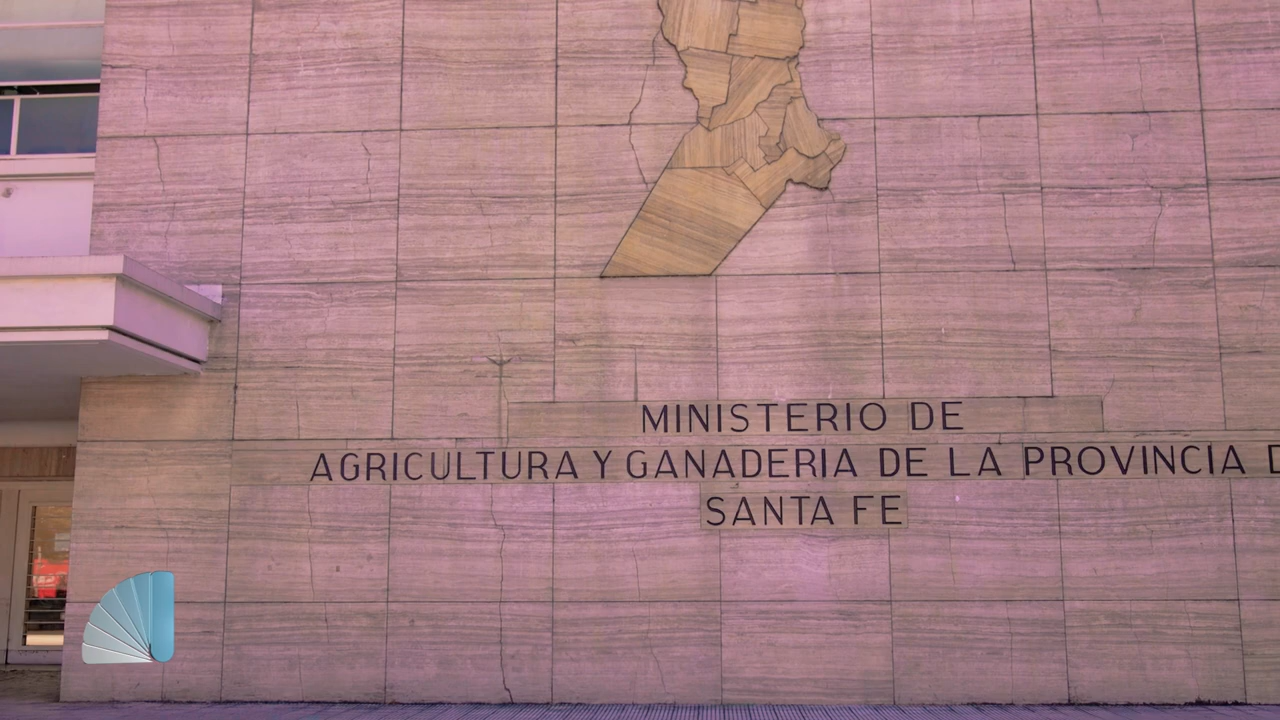 MINISTERIO DE
AGRICULTURA Y GANADERIA DE LA PROVINCIA D
SANTA FE